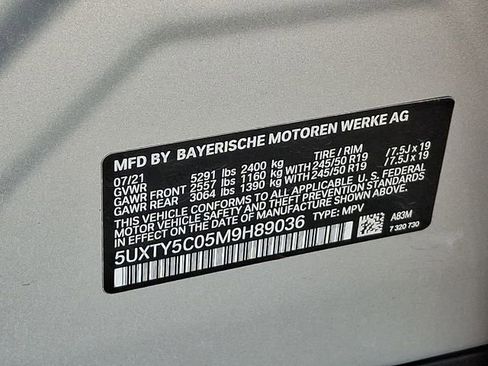 MFD BY BAYERISCHE MOTOREN WERKE AG
07/21 5291 lbs 2400 kg TIRE / RIM
GVWR
GAWR FRONT 2557 lbs 1160 kg 245/50 R19 / 7.5J x 19
GAWR REAR 3064 lbs 1390 kg 245/50 R19 / 7.5J x 19
THIS VEHICLE CONFORMS TO ALL APPLICABLE U. S. FEDERAL
MOTOR VEHICLE SAFETY AND THEFT PREVENTION STANDARDS
IN EFFECT ON THE DATE OF MANUFACTURE SHOWN ABOVE.
5UXTY5C05M9H89036 TYPE: MPV
A83M
7 320 730